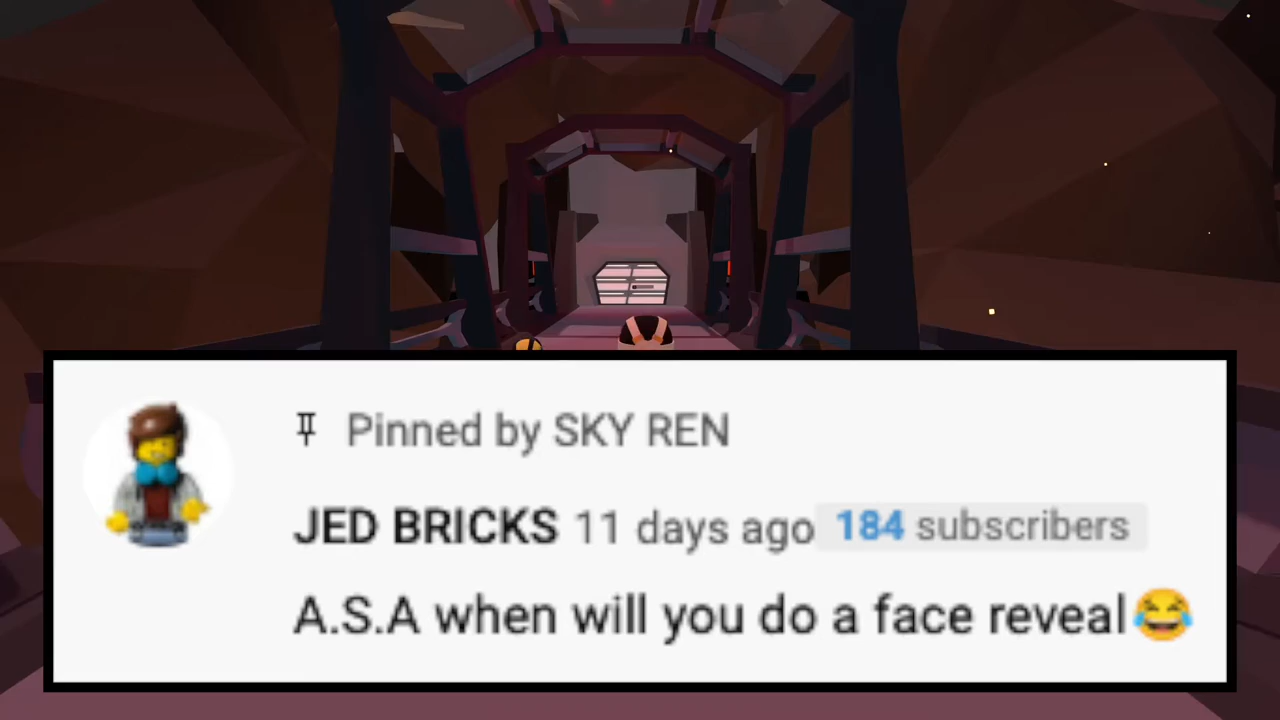 Pinned by SKY REN
JED BRICKS 11 days ago 184 subscribers
A.S.A when will you do a face reveal😂